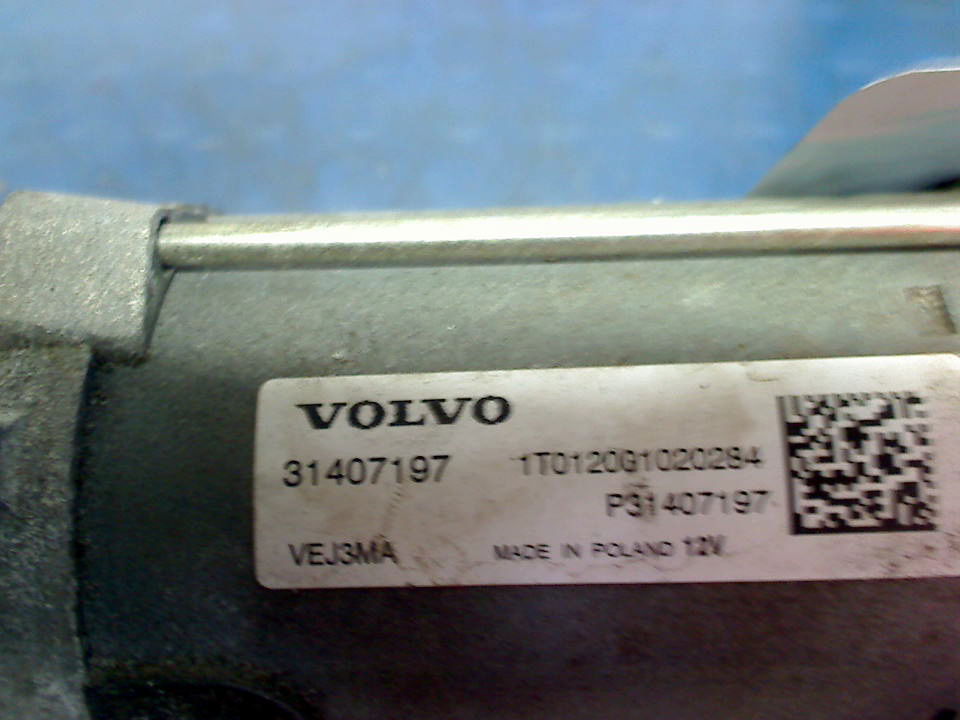 VOLVO
31407197 1T0120G1020284
P31407197
VEJ3MA MADE IN POLAND 12V